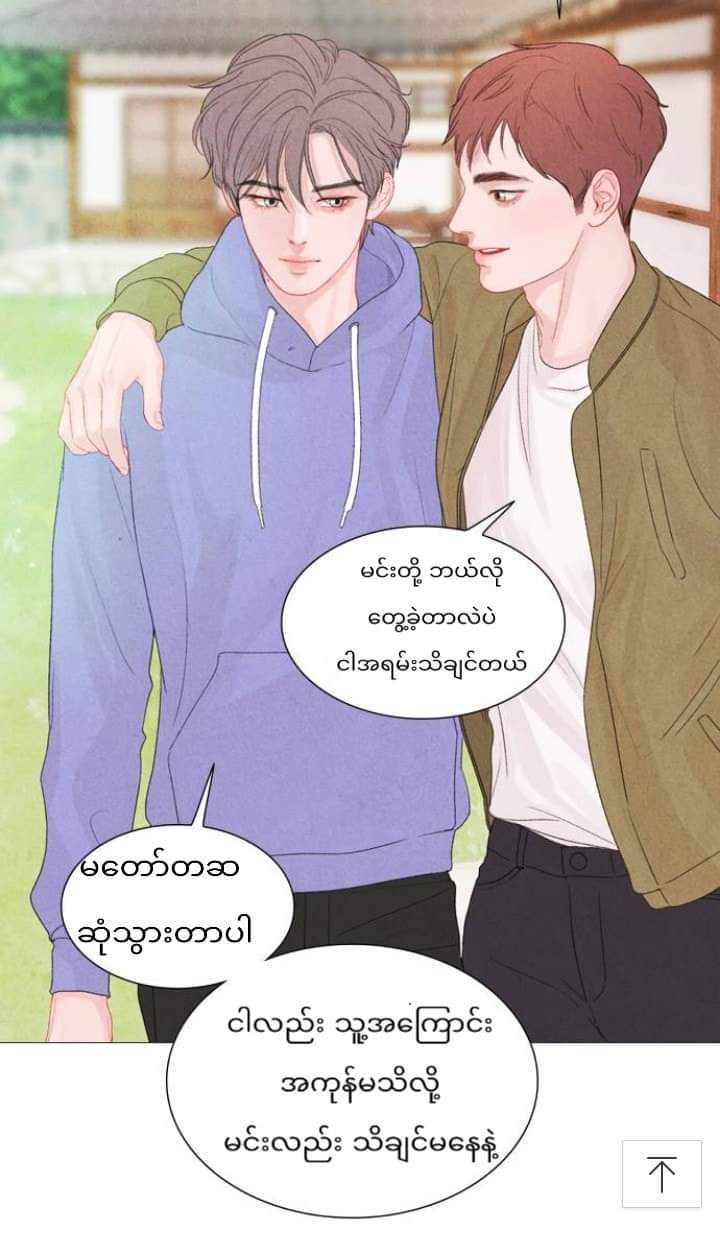 မင်းတို့ ဘယ်လို
တွေ့ခဲ့တာလဲပဲ
ငါအရမ်းသိချင်တယ်
မတော်တဆ
ဆုံသွားတာပါ
ငါလည်း သူ့အကြောင်း
အကုန်မသိလို့
မင်းလည်း သိချင်မနေနဲ့